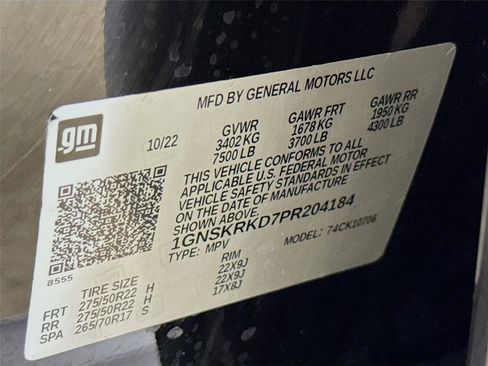 MFD BY GENERAL MOTORS LLC
gm
10/22
GVWR GAWR FRT GAWR RR
3402 KG 1678 KG 1950 KG
7500 LB 3700 LB 4300 LB
THIS VEHICLE CONFORMS TO ALL
APPLICABLE U.S. FEDERAL MOTOR
VEHICLE SAFETY STANDARDS IN EFFECT
ON THE DATE OF MANUFACTURE
SHOWN ABOVE.
1GNSKRKD7PR204184
TYPE: MPV MODEL: 74CK10706
8555
TIRE SIZE RIM
FRT 275/50R22 H 22X9J
RR 275/50R22 H 22X9J
SPA 265/70R17 S 17X8J